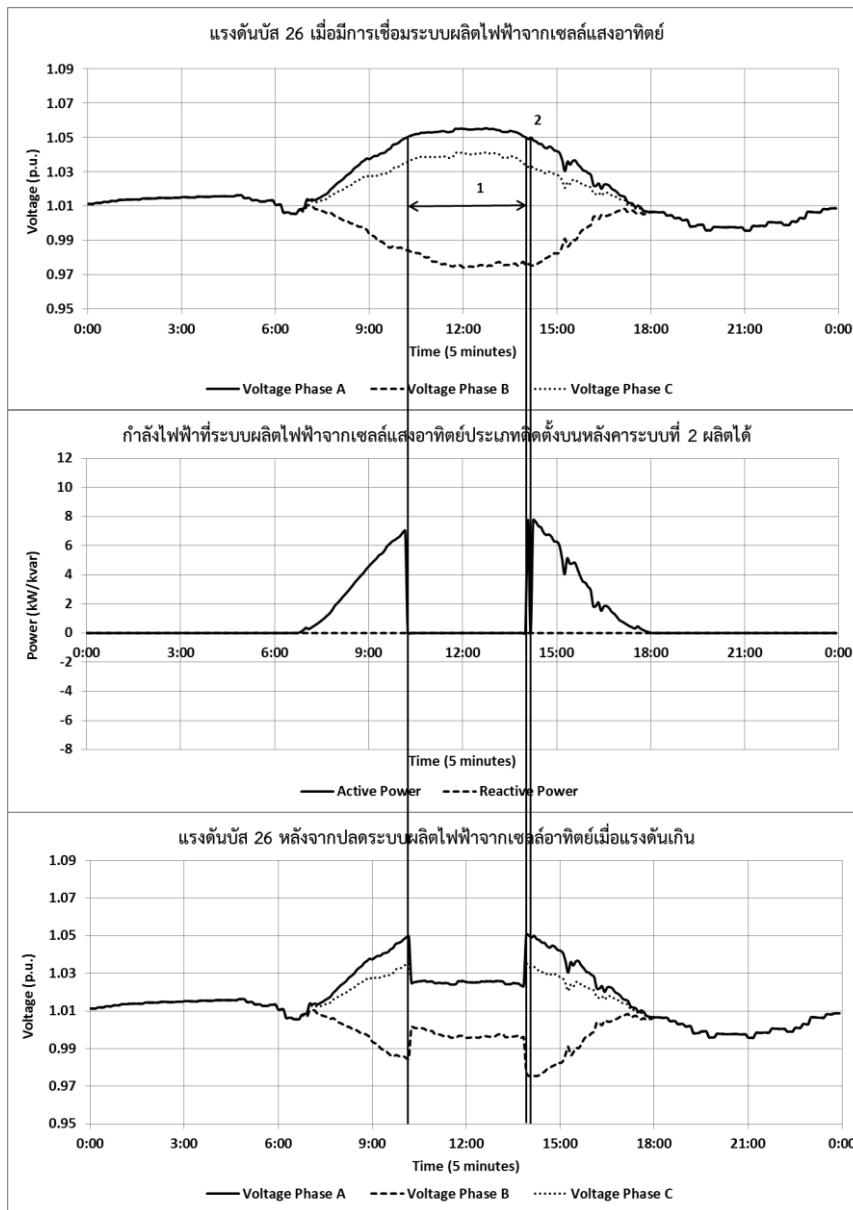 แรงดันบัส 26 เมื่อมีการเชื่อมระบบผลิตไฟฟ้าจากเซลล์แสงอาทิตย์
1.09
1.07
1.05
1.03
1.01
0.99
0.97
0.95
Voltage (p.u.)
1
2
0:00 3:00 6:00 9:00 12:00 15:00 18:00 21:00 0:00
Time (5 minutes)
Voltage Phase A Voltage Phase B Voltage Phase C
กำลังไฟฟ้าที่ระบบผลิตไฟฟ้าจากเซลล์แสงอาทิตย์ประเภทติดตั้งบนหลังคาระบบที่ 2 ผลิตได้
12
10
8
6
4
2
0
-2
-4
-6
-8
Power (kW/kvar)
0:00 3:00 6:00 9:00 12:00 15:00 18:00 21:00 0:00
Time (5 minutes)
Active Power Reactive Power
แรงดันบัส 26 หลังจากปลดระบบผลิตไฟฟ้าจากเซลล์อาทิตย์เมื่อแรงดันเกิน
1.09
1.07
1.05
1.03
1.01
0.99
0.97
0.95
Voltage (p.u.)
0:00 3:00 6:00 9:00 12:00 15:00 18:00 21:00 0:00
Time (5 minutes)
Voltage Phase A Voltage Phase B Voltage Phase C